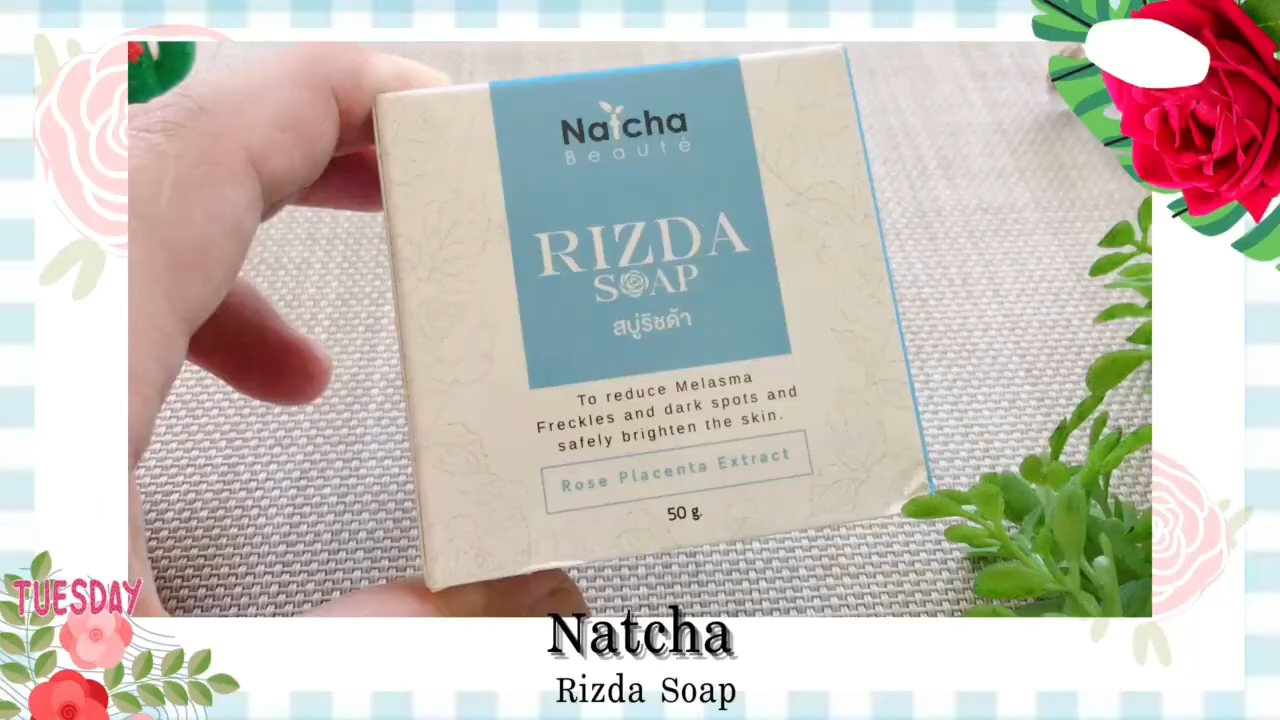 Natcha
Beauté
RIZDA
SOAP
สบู่ริซด้า
To reduce Melasma
Freckles and dark spots and
safely brighten the skin.
Rose Placenta Extract
50 g.
TUESDAY
Natcha
Rizda Soap